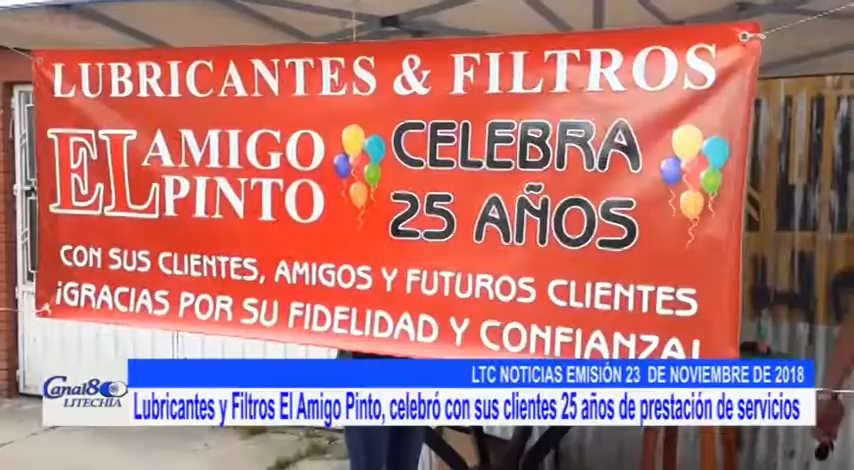 LUBRICANTES & FILTROS
EL AMIGO PINTO
CELEBRA
25 AÑOS
CON SUS CLIENTES, AMIGOS Y FUTUROS CLIENTES
¡GRACIAS POR SU FIDELIDAD Y CONFIANZA!
LTC NOTICIAS EMISIÓN 23 DE NOVIEMBRE DE 2018
Canal 8
LITECHÍA
Lubricantes y Filtros El Amigo Pinto, celebró con sus clientes 25 años de prestación de servicios